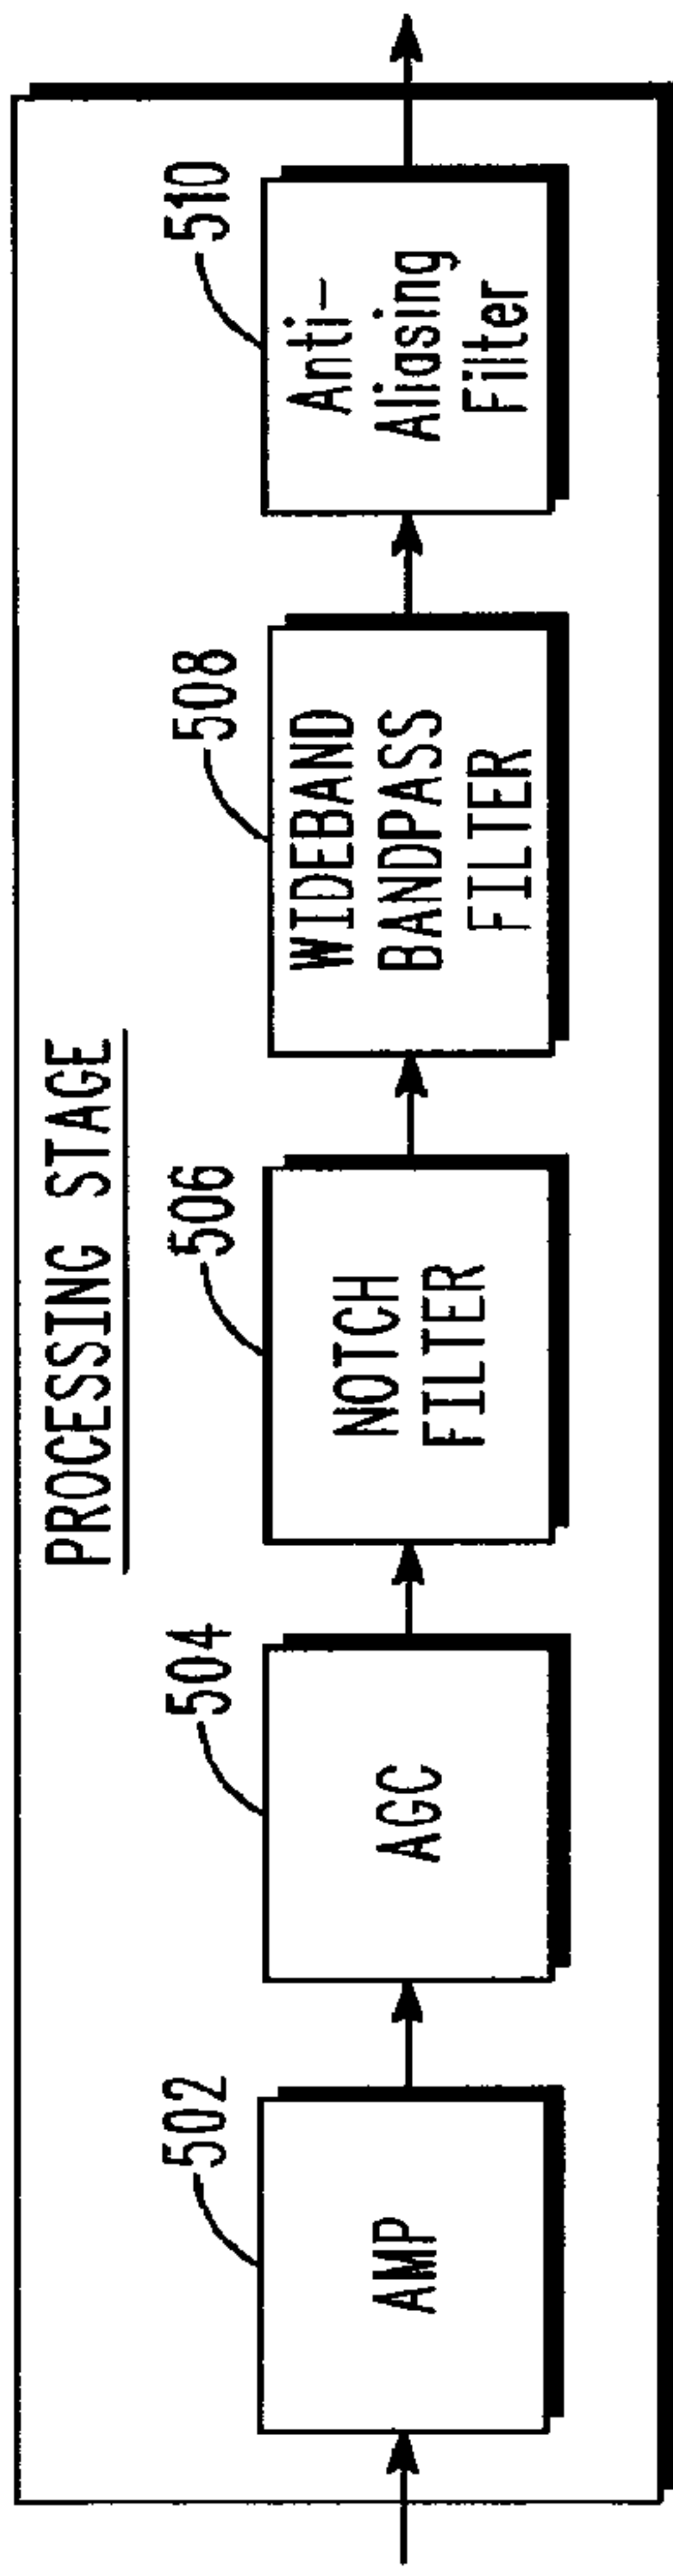 PROCESSING STAGE
502
504
506
508
510
AMP
AGC
NOTCH
FILTER
WIDEBAND
BANDPASS
FILTER
Anti-
Aliasing
Filter